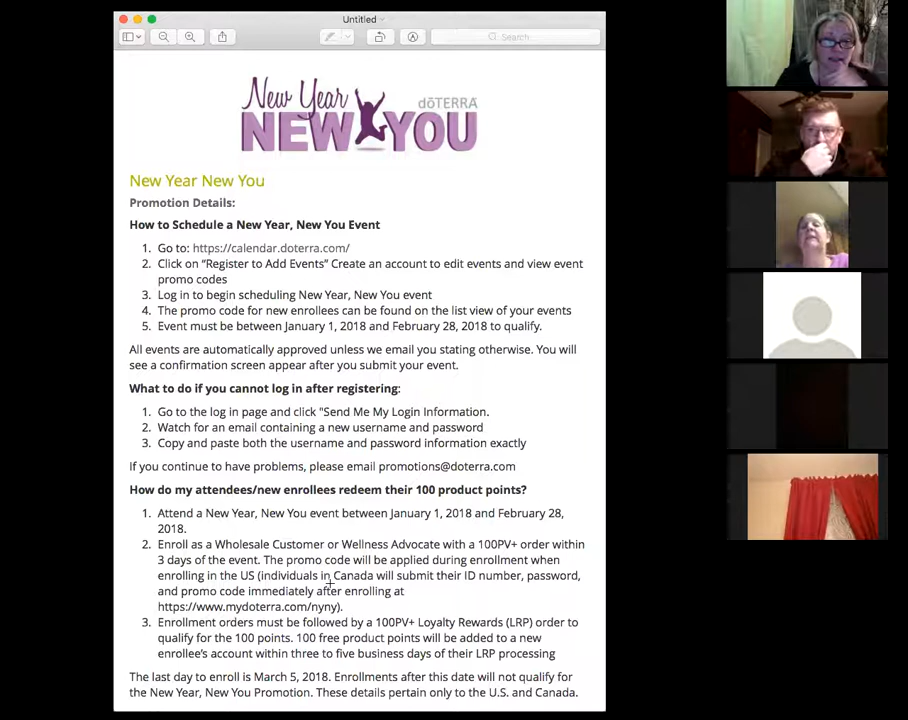 Untitled
Search
New Year
dōTERRA
NEW YOU
New Year New You
Promotion Details:
How to Schedule a New Year, New You Event
1. Go to: https://calendar.doterra.com/
2. Click on “Register to Add Events” Create an account to edit events and view event
promo codes
3. Log in to begin scheduling New Year, New You event
4. The promo code for new enrollees can be found on the list view of your events
5. Event must be between January 1, 2018 and February 28, 2018 to qualify.
All events are automatically approved unless we email you stating otherwise. You will
see a confirmation screen appear after you submit your event.
What to do if you cannot log in after registering:
1. Go to the log in page and click "Send Me My Login Information.
2. Watch for an email containing a new username and password
3. Copy and paste both the username and password information exactly
If you continue to have problems, please email promotions@doterra.com
How do my attendees/new enrollees redeem their 100 product points?
1. Attend a New Year, New You event between January 1, 2018 and February 28,
2018.
2. Enroll as a Wholesale Customer or Wellness Advocate with a 100PV+ order within
3 days of the event. The promo code will be applied during enrollment when
enrolling in the US (individuals in Canada will submit their ID number, password,
and promo code immediately after enrolling at
https://www.mydoterra.com/nyny).
3. Enrollment orders must be followed by a 100PV+ Loyalty Rewards (LRP) order to
qualify for the 100 points. 100 free product points will be added to a new
enrollee's account within three to five business days of their LRP processing
The last day to enroll is March 5, 2018. Enrollments after this date will not qualify for
the New Year, New You Promotion. These details pertain only to the U.S. and Canada.